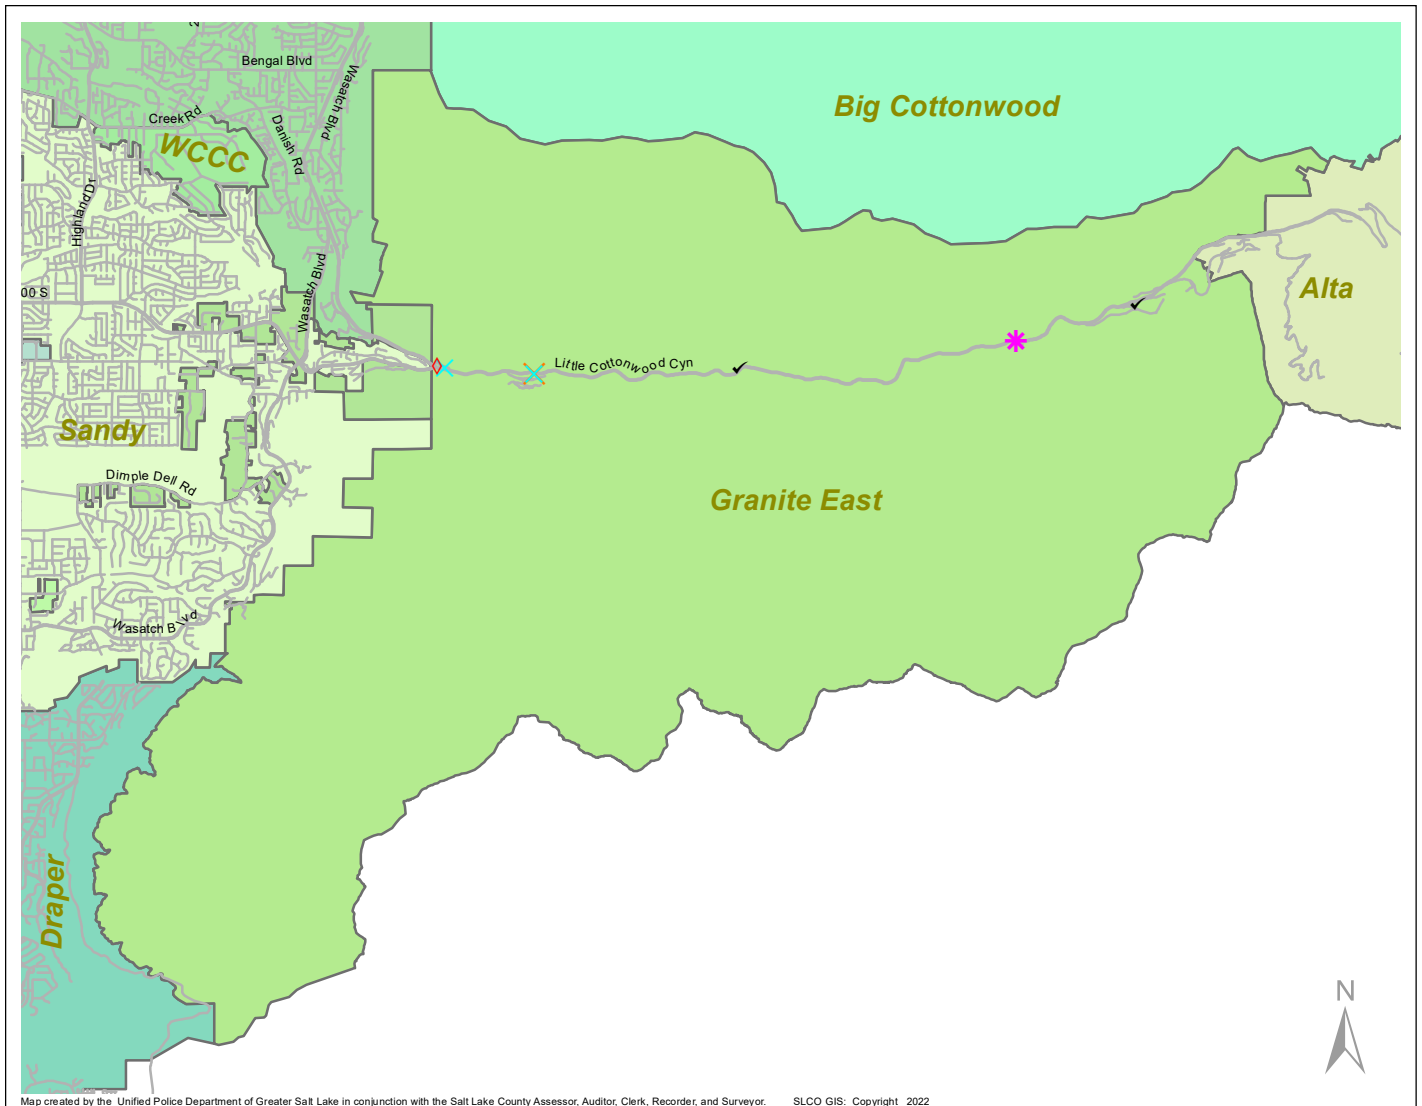 Bengal Blvd
Wasatch Blvd
Big Cottonwood
Creek Rd
Danish Rd
WCCC
Highland Dr
Wasatch Blvd
00 S
Alta
Little Cottonwood Cyn
Sandy
Dimple Dell Rd
Granite East
Wasatch Blvd
Draper
N
Map created by the Unified Police Department of Greater Salt Lake in conjunction with the Salt Lake County Assessor, Auditor, Clerk, Recorder, and Surveyor. SLCO GIS: Copyright 2022